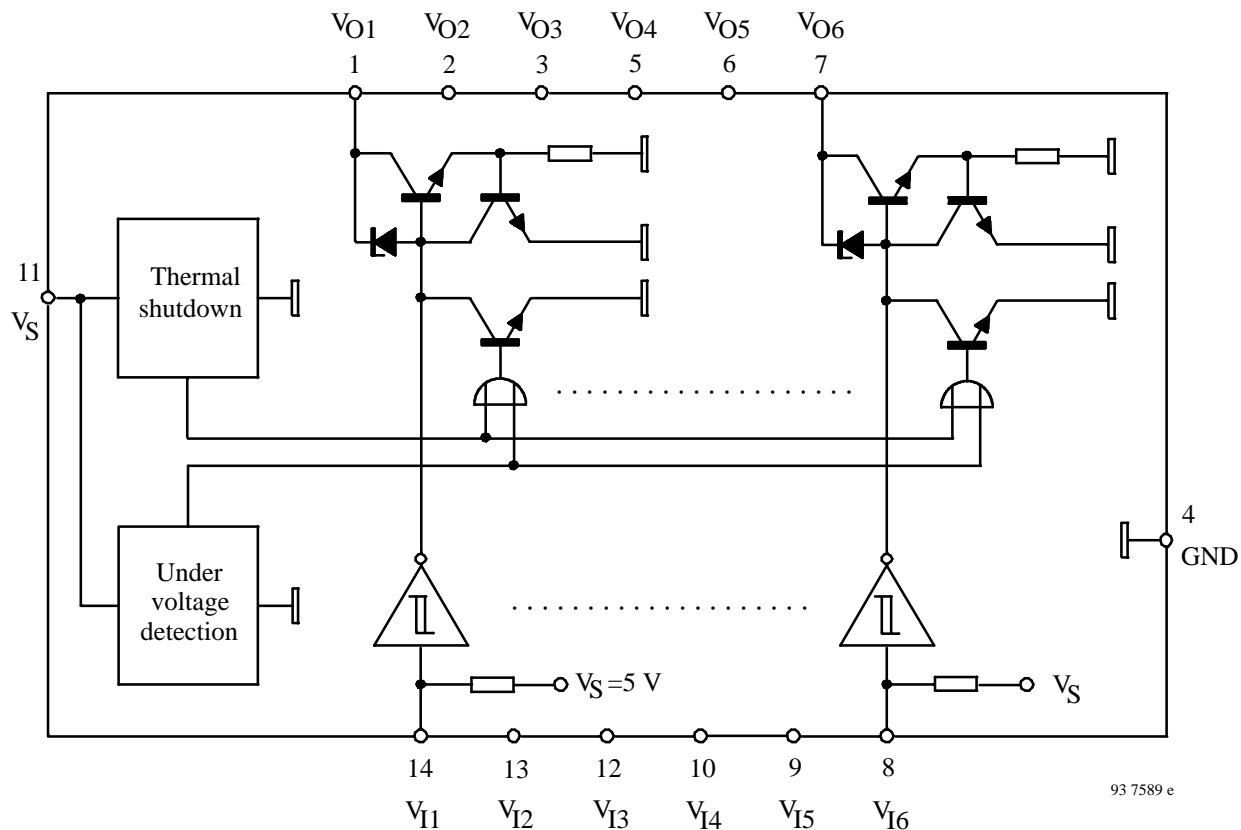 VO1 VO2 VO3 VO4 VO5 VO6
1 2 3 5 6 7
11
VS
Thermal
shutdown
4
GND
Under
voltage
detection
VS =5 V
VS
14 13 12 10 9 8
VI1 VI2 VI3 VI4 VI5 VI6
93 7589 e